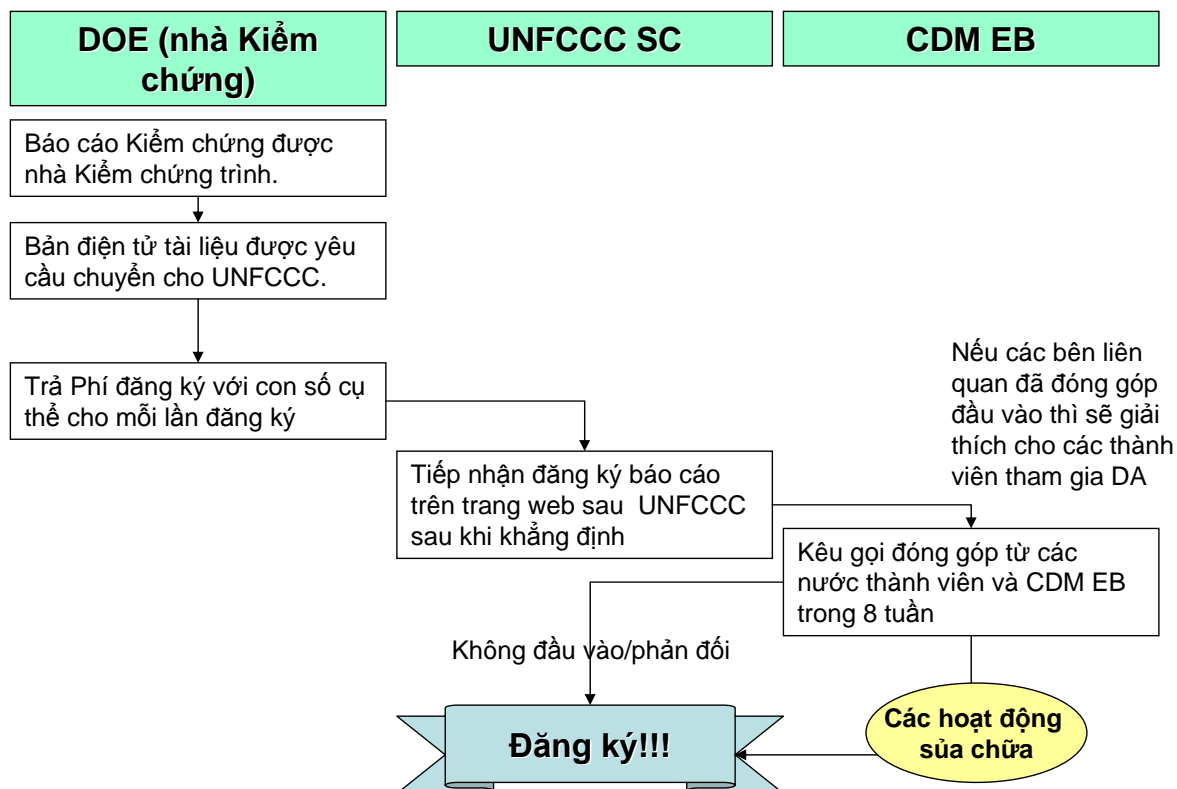 DOE (nhà Kiểm
chứng)
UNFCCC SC
CDM EB
Báo cáo Kiểm chứng được
nhà Kiểm chứng trình.
Bản điện tử tài liệu được yêu
cầu chuyển cho UNFCCC.
Trả Phí đăng ký với con số cụ
thể cho mỗi lần đăng ký
Nếu các bên liên
quan đã đóng góp
đầu vào thì sẽ giải
thích cho các thành
viên tham gia DA
Tiếp nhận đăng ký báo cáo
trên trang web sau UNFCCC
sau khi khẳng định
Kêu gọi đóng góp từ các
nước thành viên và CDM EB
trong 8 tuần
Không đầu vào/phản đối
Các hoạt động
sủa chữa
Đăng ký!!!